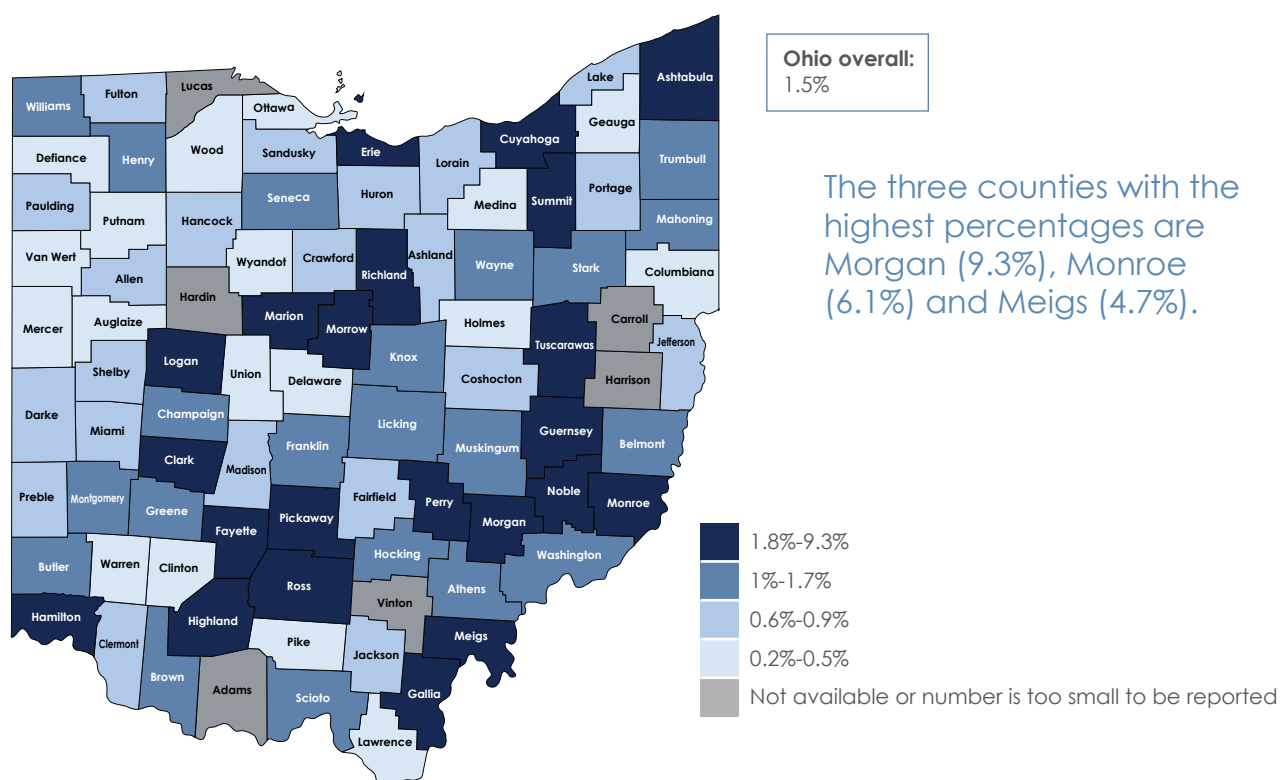 Ohio overall:
1.5%
The three counties with the
highest percentages are
Morgan (9.3%), Monroe
(6.1%) and Meigs (4.7%).
Williams
Fulton
Lucas
Ottawa
Lake
Ashtabula
Geauga
Cuyahoga
Defiance
Henry
Wood
Sandusky
Erie
Lorain
Trumbull
Paulding
Putnam
Hancock
Seneca
Huron
Medina
Summit
Portage
Mahoning
Van Wert
Allen
Wyandot
Crawford
Richland
Ashland
Wayne
Stark
Columbiana
Mercer
Auglaize
Hardin
Marion
Morrow
Holmes
Tuscarawas
Carroll
Jefferson
Logan
Shelby
Union
Delaware
Knox
Coshocton
Harrison
Darke
Miami
Champaign
Franklin
Licking
Muskingum
Guernsey
Belmont
Clark
Madison
Preble
Montgomery
Greene
Fayette
Pickaway
Fairfield
Perry
Morgan
Noble
Monroe
Butler
Warren
Clinton
Ross
Hocking
Athens
Washington
Hamilton
Clermont
Highland
Pike
Vinton
Meigs
Brown
Adams
Scioto
Jackson
Gallia
Lawrence
1.8%-9.3%
1%-1.7%
0.6%-0.9%
0.2%-0.5%
Not available or number is too small to be reported